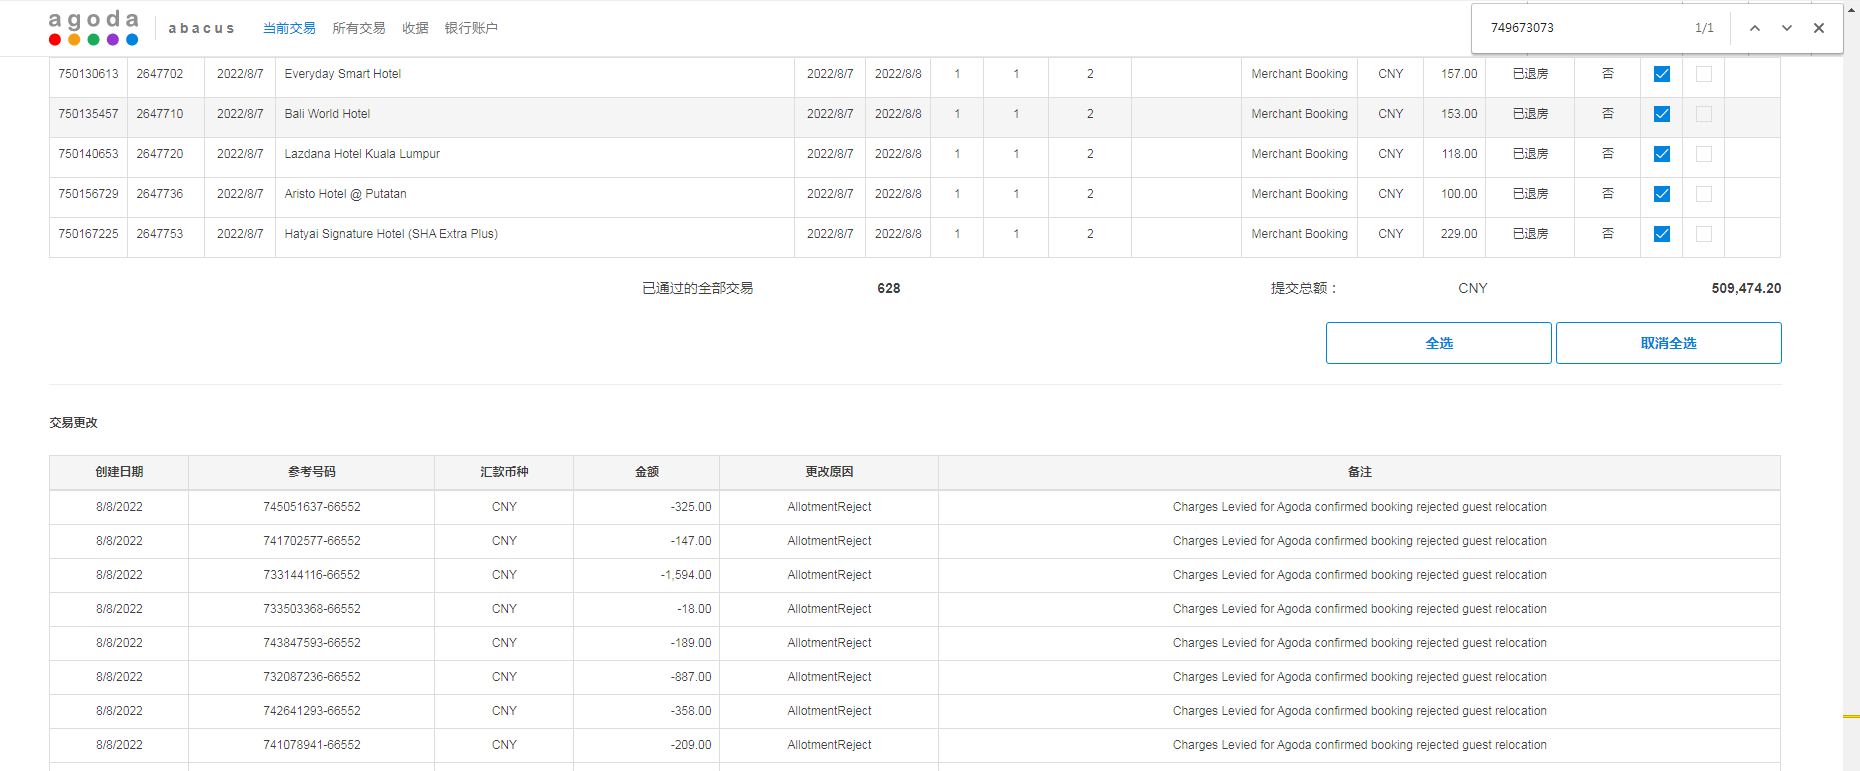 agoda abacus 当前交易 所有交易 收据 银行账户 749673073 1/1
750130613 2647702 2022/8/7 Everyday Smart Hotel 2022/8/7 2022/8/8 1 1 2 Merchant Booking CNY 157.00 已退房 否
750135457 2647710 2022/8/7 Bali World Hotel 2022/8/7 2022/8/8 1 1 2 Merchant Booking CNY 153.00 已退房 否
750140653 2647720 2022/8/7 Lazdana Hotel Kuala Lumpur 2022/8/7 2022/8/8 1 1 2 Merchant Booking CNY 118.00 已退房 否
750156729 2647736 2022/8/7 Aristo Hotel @ Putatan 2022/8/7 2022/8/8 1 1 2 Merchant Booking CNY 100.00 已退房 否
750167225 2647753 2022/8/7 Hatyai Signature Hotel (SHA Extra Plus) 2022/8/7 2022/8/8 1 1 2 Merchant Booking CNY 229.00 已退房 否
已通过的全部交易 628 提交总额： CNY 509,474.20
全选 取消全选
交易更改
创建日期 参考号码 汇款币种 金额 更改原因 备注
8/8/2022 745051637-66552 CNY -325.00 AllotmentReject Charges Levied for Agoda confirmed booking rejected guest relocation
8/8/2022 741702577-66552 CNY -147.00 AllotmentReject Charges Levied for Agoda confirmed booking rejected guest relocation
8/8/2022 733144116-66552 CNY -1,594.00 AllotmentReject Charges Levied for Agoda confirmed booking rejected guest relocation
8/8/2022 733503368-66552 CNY -18.00 AllotmentReject Charges Levied for Agoda confirmed booking rejected guest relocation
8/8/2022 743847593-66552 CNY -189.00 AllotmentReject Charges Levied for Agoda confirmed booking rejected guest relocation
8/8/2022 732087236-66552 CNY -887.00 AllotmentReject Charges Levied for Agoda confirmed booking rejected guest relocation
8/8/2022 742641293-66552 CNY -358.00 AllotmentReject Charges Levied for Agoda confirmed booking rejected guest relocation
8/8/2022 741078941-66552 CNY -209.00 AllotmentReject Charges Levied for Agoda confirmed booking rejected guest relocation